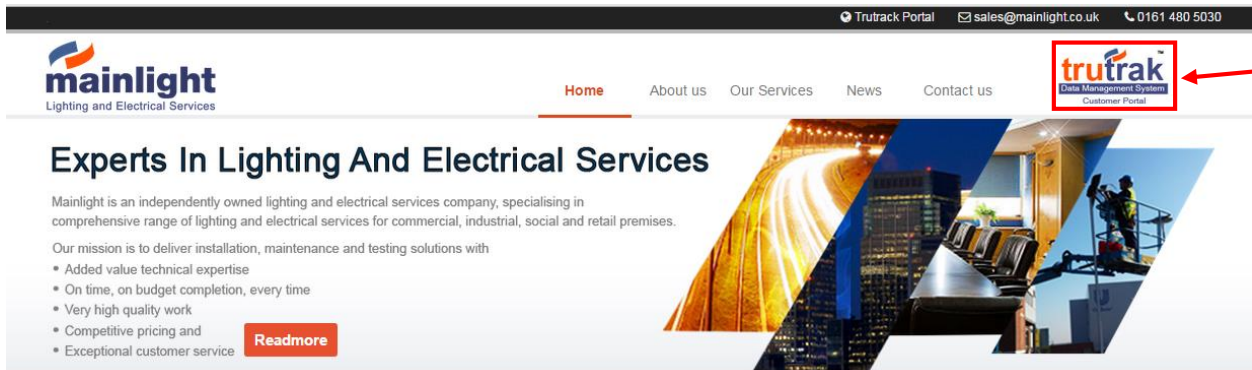 Trutrack Portal sales@mainlight.co.uk 0161 480 5030
mainlight
Lighting and Electrical Services
Home About us Our Services News Contact us
trutrak™
Data Management System
Customer Portal
Experts In Lighting And Electrical Services
Mainlight is an independently owned lighting and electrical services company, specialising in
comprehensive range of lighting and electrical services for commercial, industrial, social and retail premises.
Our mission is to deliver installation, maintenance and testing solutions with
• Added value technical expertise
• On time, on budget completion, every time
• Very high quality work
• Competitive pricing and
• Exceptional customer service
Readmore